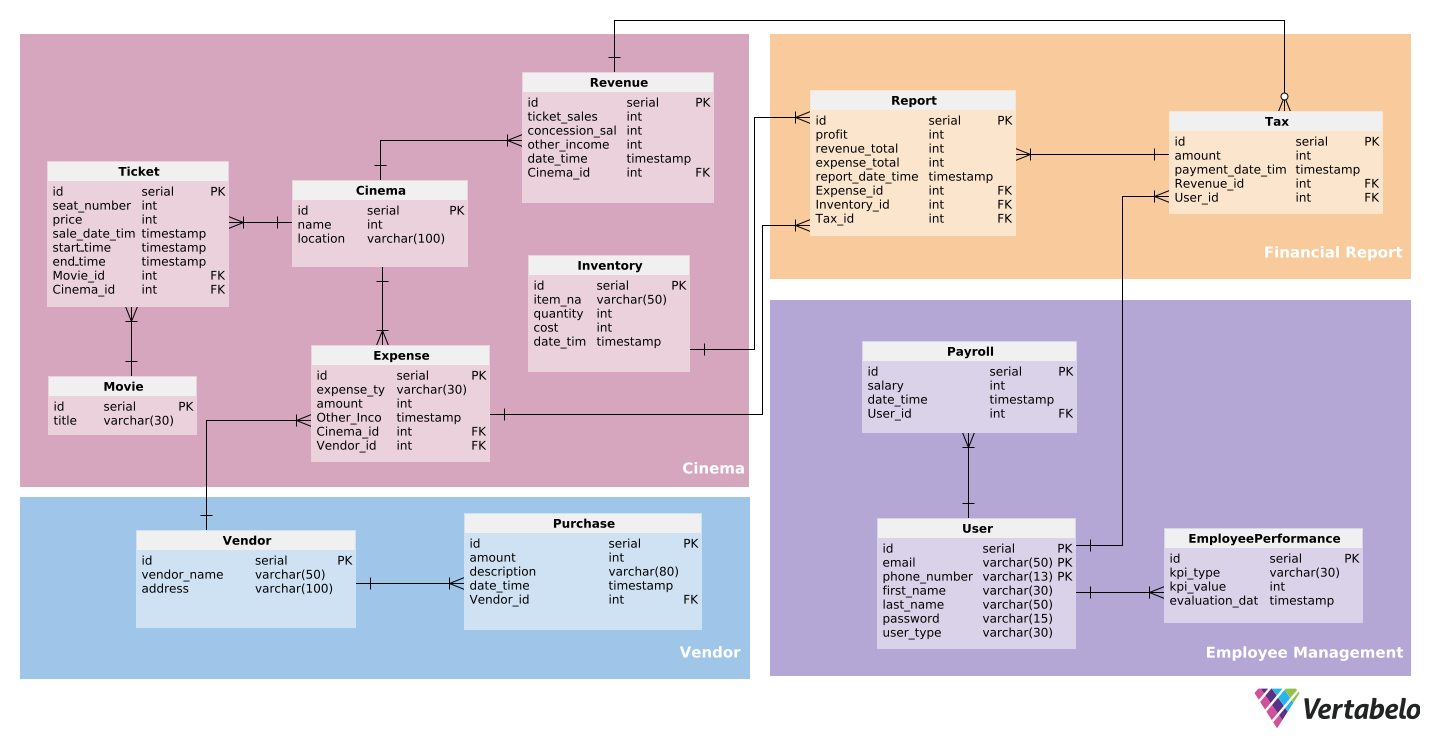 Revenue
id serial PK
ticket_sales int
concession_sal int
other_income int
date_time timestamp
Cinema_id int FK
Ticket
id serial PK
seat_number int
price int
sale_date_tim timestamp
start_time timestamp
end_time timestamp
Movie_id int FK
Cinema_id int FK
Cinema
id serial PK
name int
location varchar(100)
Inventory
id serial PK
item_na varchar(50)
quantity int
cost int
date_tim timestamp
Expense
id serial PK
expense_ty varchar(30)
amount int
Other_Inco timestamp
Cinema_id int FK
Vendor_id int FK
Movie
id serial PK
title varchar(30)
Cinema
Report
id serial PK
profit int
revenue_total int
expense_total int
report_date_time timestamp
Expense_id int FK
Inventory_id int FK
Tax_id int FK
Tax
id serial PK
amount int
payment_date_tim timestamp
Revenue_id int FK
User_id int FK
Financial Report
Vendor
id serial PK
vendor_name varchar(50)
address varchar(100)
Purchase
id serial PK
amount int
description varchar(80)
date_time timestamp
Vendor_id int FK
Vendor
Payroll
id serial PK
salary int
date_time timestamp
User_id int FK
User
id serial PK
email varchar(50) PK
phone_number varchar(13) PK
first_name varchar(30)
last_name varchar(50)
password varchar(15)
user_type varchar(30)
EmployeePerformance
id serial PK
kpi_type varchar(30)
kpi_value int
evaluation_dat timestamp
Employee Management
Vertabelo